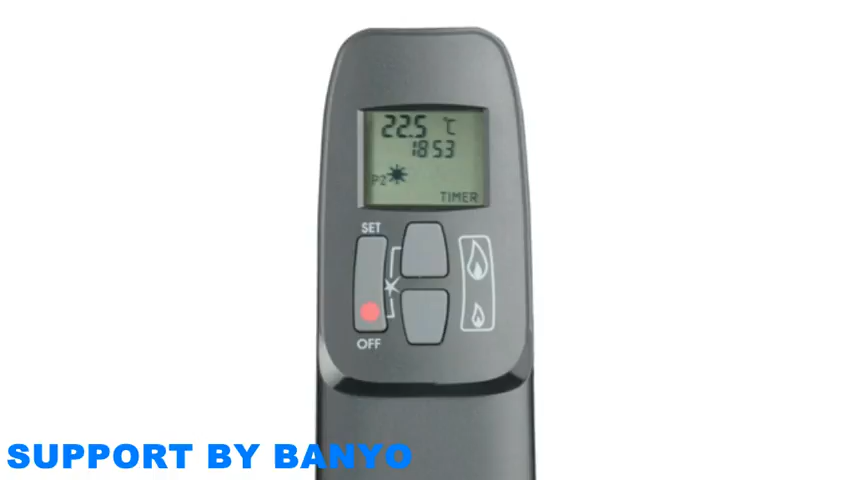 22.5 °C
18:53
P2
TIMER
SET
OFF
SUPPORT BY BANYO